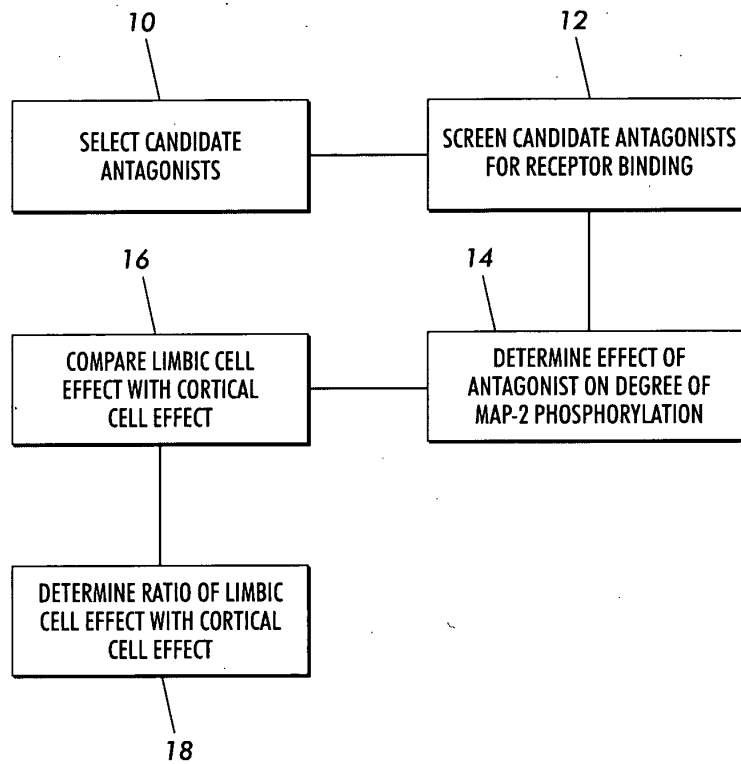 10
SELECT CANDIDATE
ANTAGONISTS
12
SCREEN CANDIDATE ANTAGONISTS
FOR RECEPTOR BINDING
14
DETERMINE EFFECT OF
ANTAGONIST ON DEGREE OF
MAP-2 PHOSPHORYLATION
16
COMPARE LIMBIC CELL
EFFECT WITH CORTICAL
CELL EFFECT
DETERMINE RATIO OF LIMBIC
CELL EFFECT WITH CORTICAL
CELL EFFECT
18